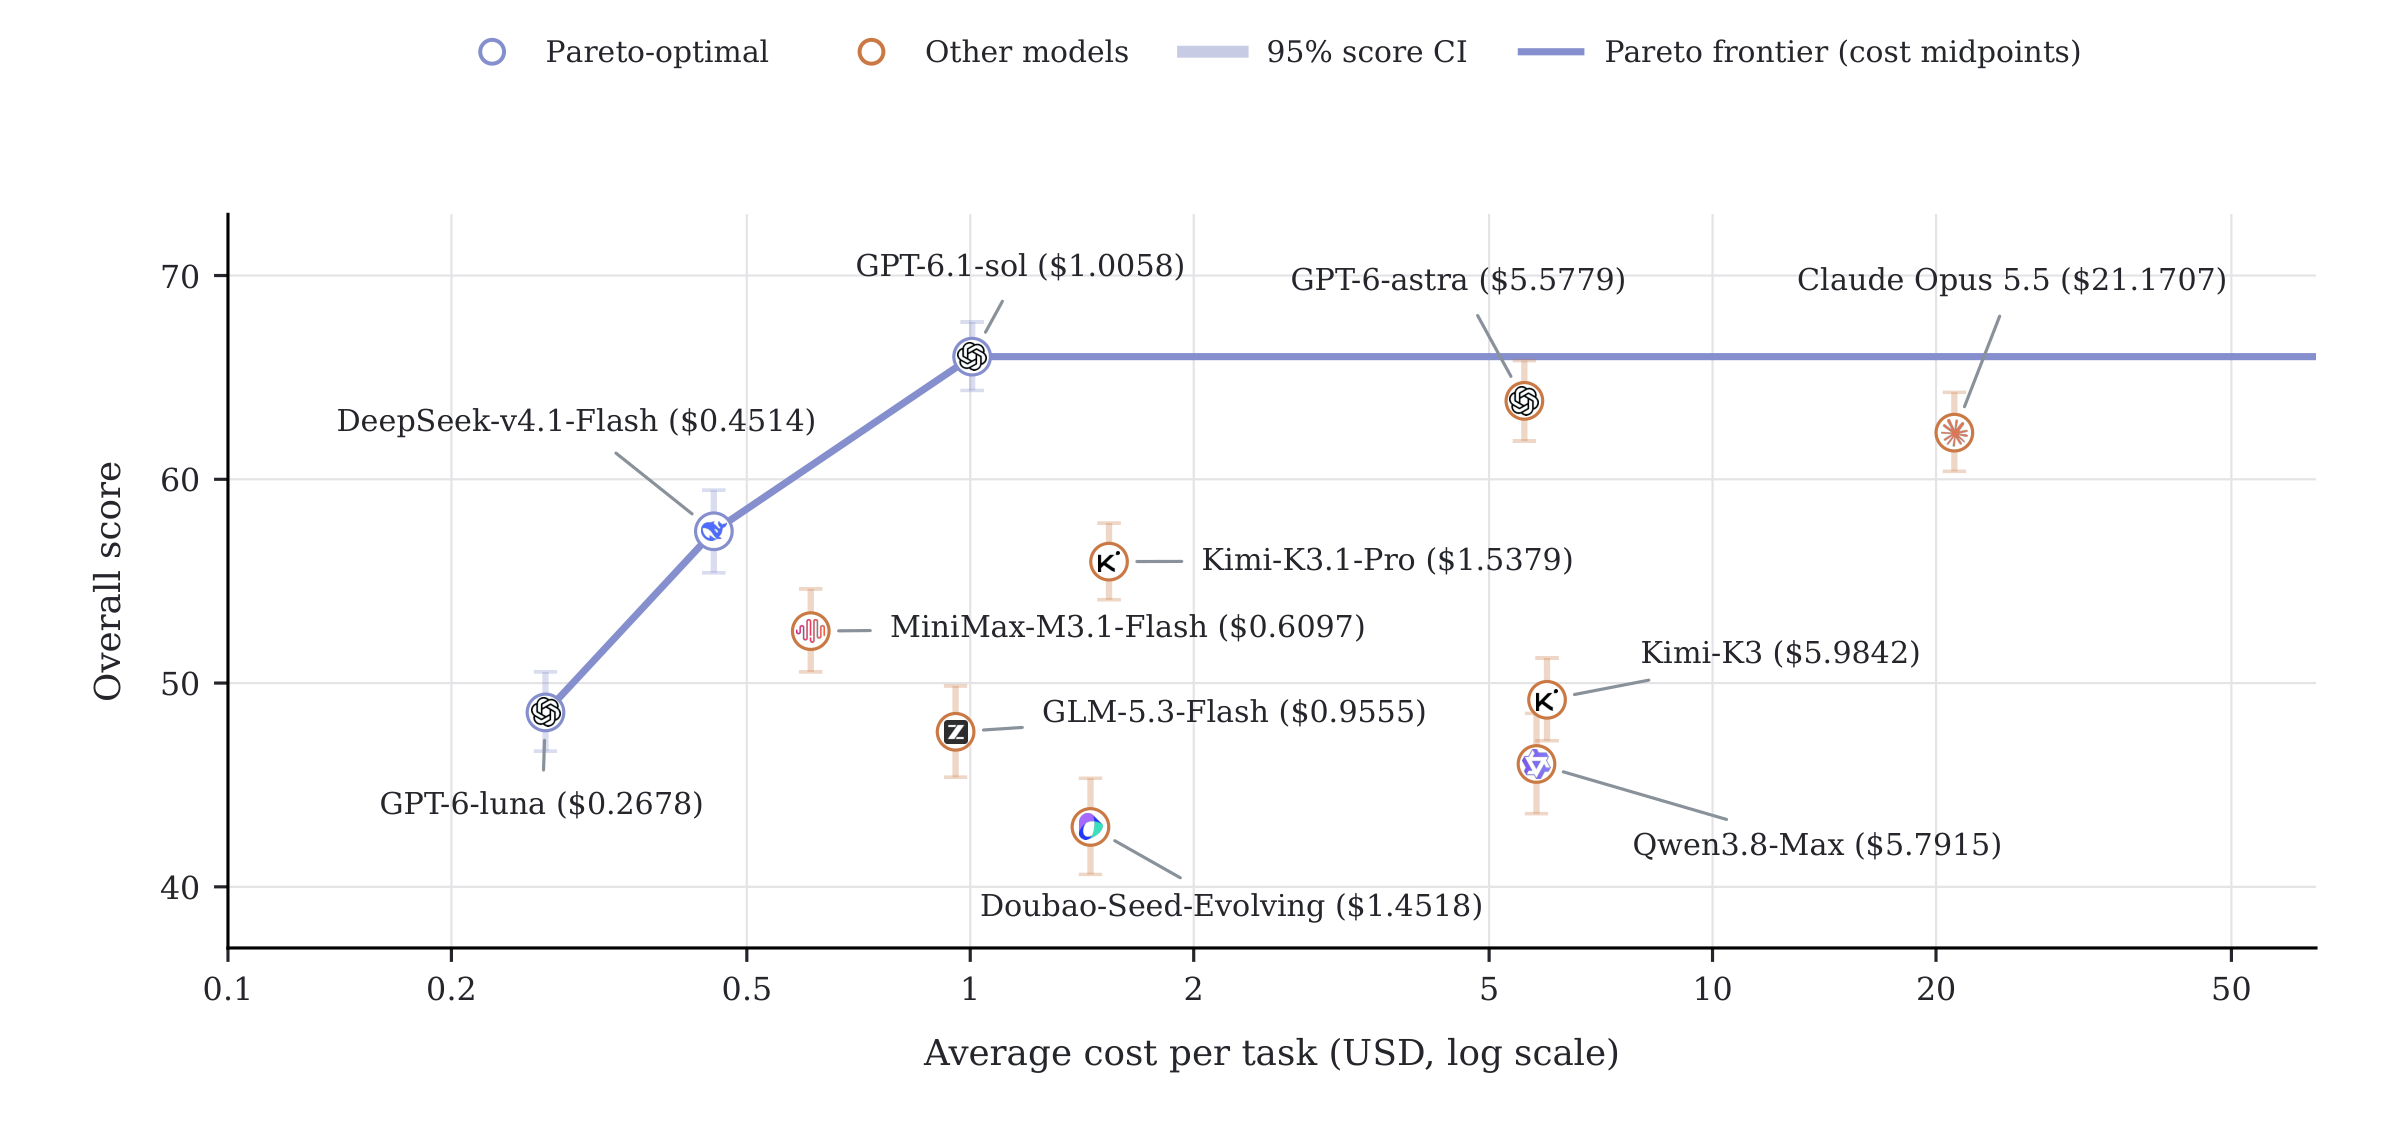 Pareto-optimal
Other models
95% score CI
Pareto frontier (cost midpoints)
GPT-6.1-sol ($1.0058)
GPT-6-astra ($5.5779)
Claude Opus 5.5 ($21.1707)
DeepSeek-v4.1-Flash ($0.4514)
Kimi-K3.1-Pro ($1.5379)
MiniMax-M3.1-Flash ($0.6097)
Kimi-K3 ($5.9842)
GLM-5.3-Flash ($0.9555)
GPT-6-luna ($0.2678)
Qwen3.8-Max ($5.7915)
Doubao-Seed-Evolving ($1.4518)
Overall score
70
60
50
40
0.1
0.2
0.5
1
2
5
10
20
50
Average cost per task (USD, log scale)